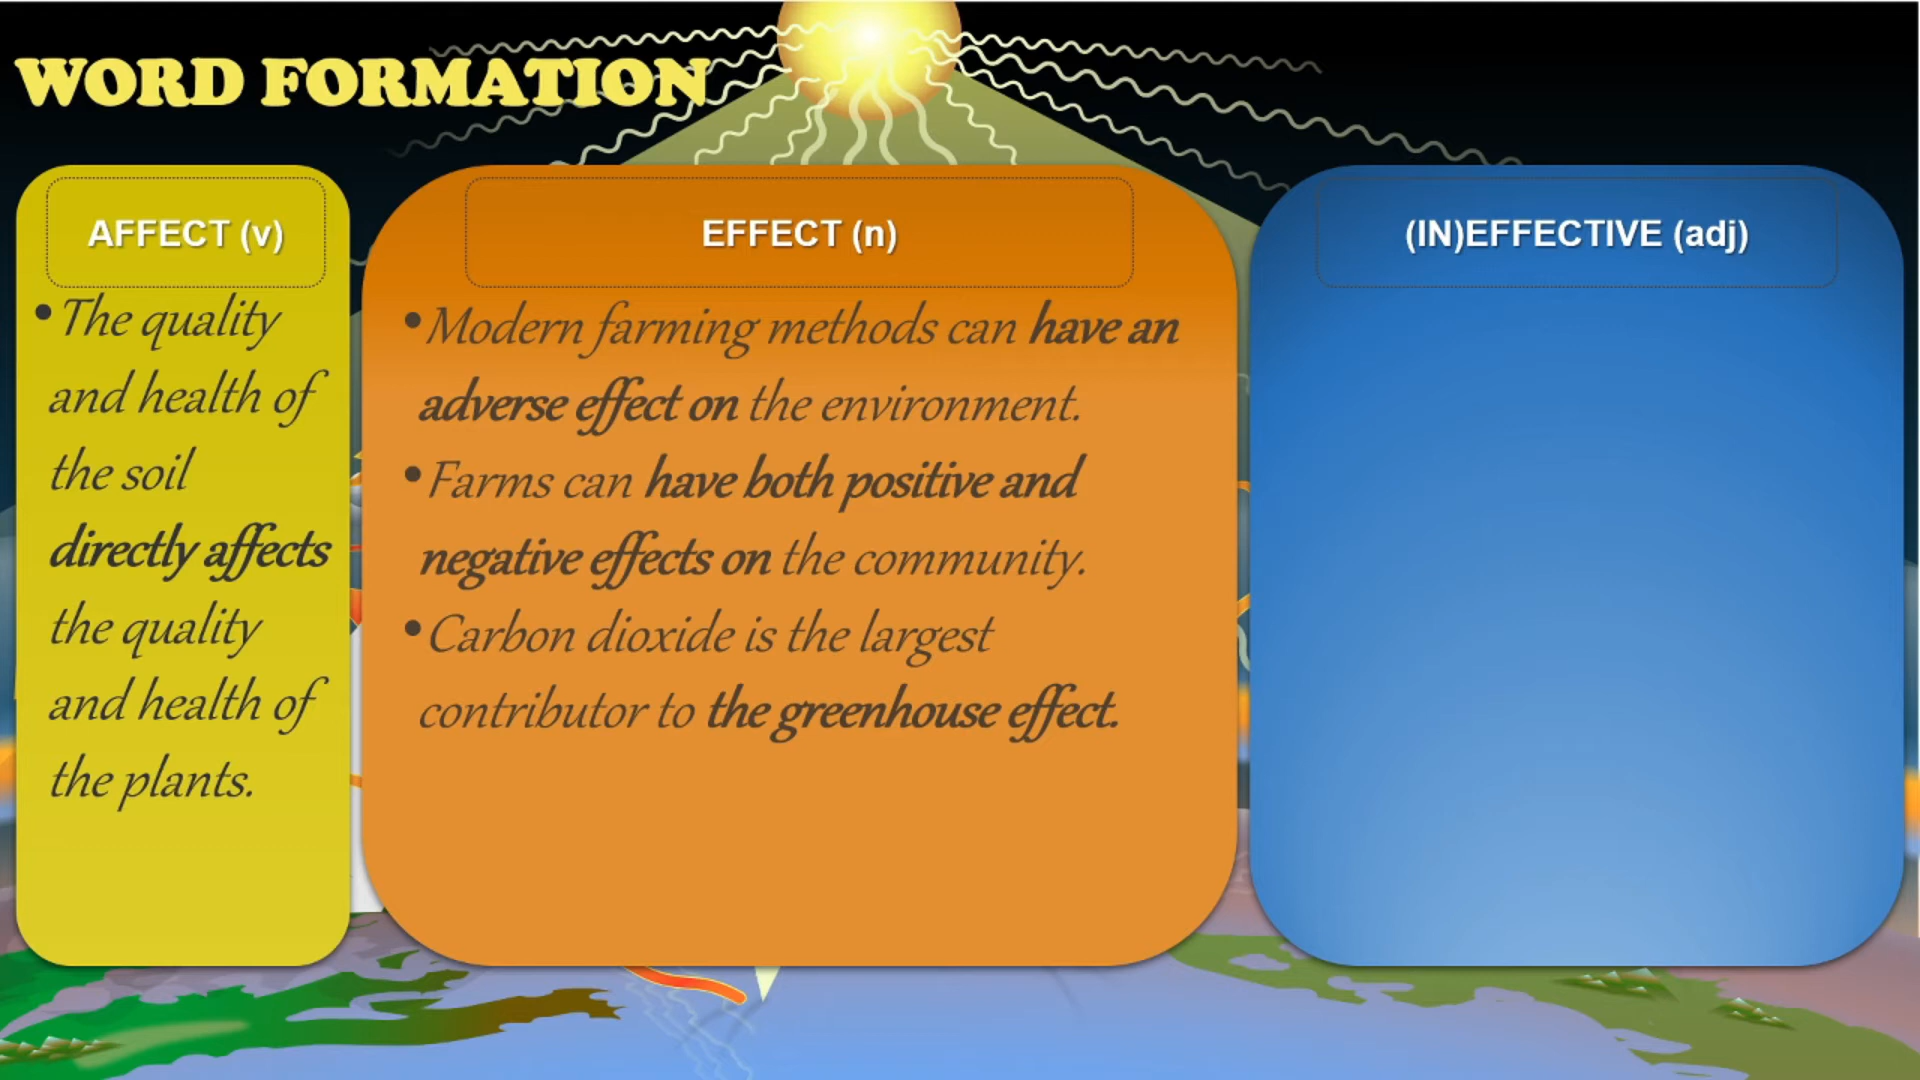 WORD FORMATION
AFFECT (v)
• The quality
and health of
the soil
directly affects
the quality
and health of
the plants.
EFFECT (n)
• Modern farming methods can have an
adverse effect on the environment.
• Farms can have both positive and
negative effects on the community.
• Carbon dioxide is the largest
contributor to the greenhouse effect.
(IN)EFFECTIVE (adj)